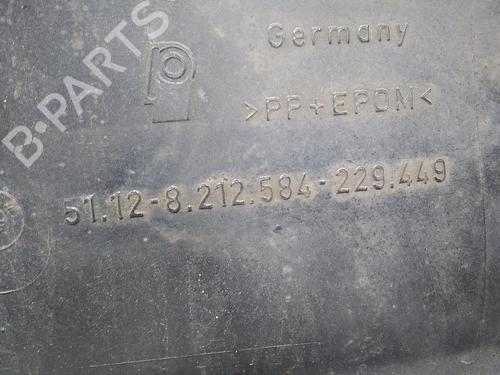 Germany
>PP+EPDM<
51.12-8.212.584-229.449
B-PARTS